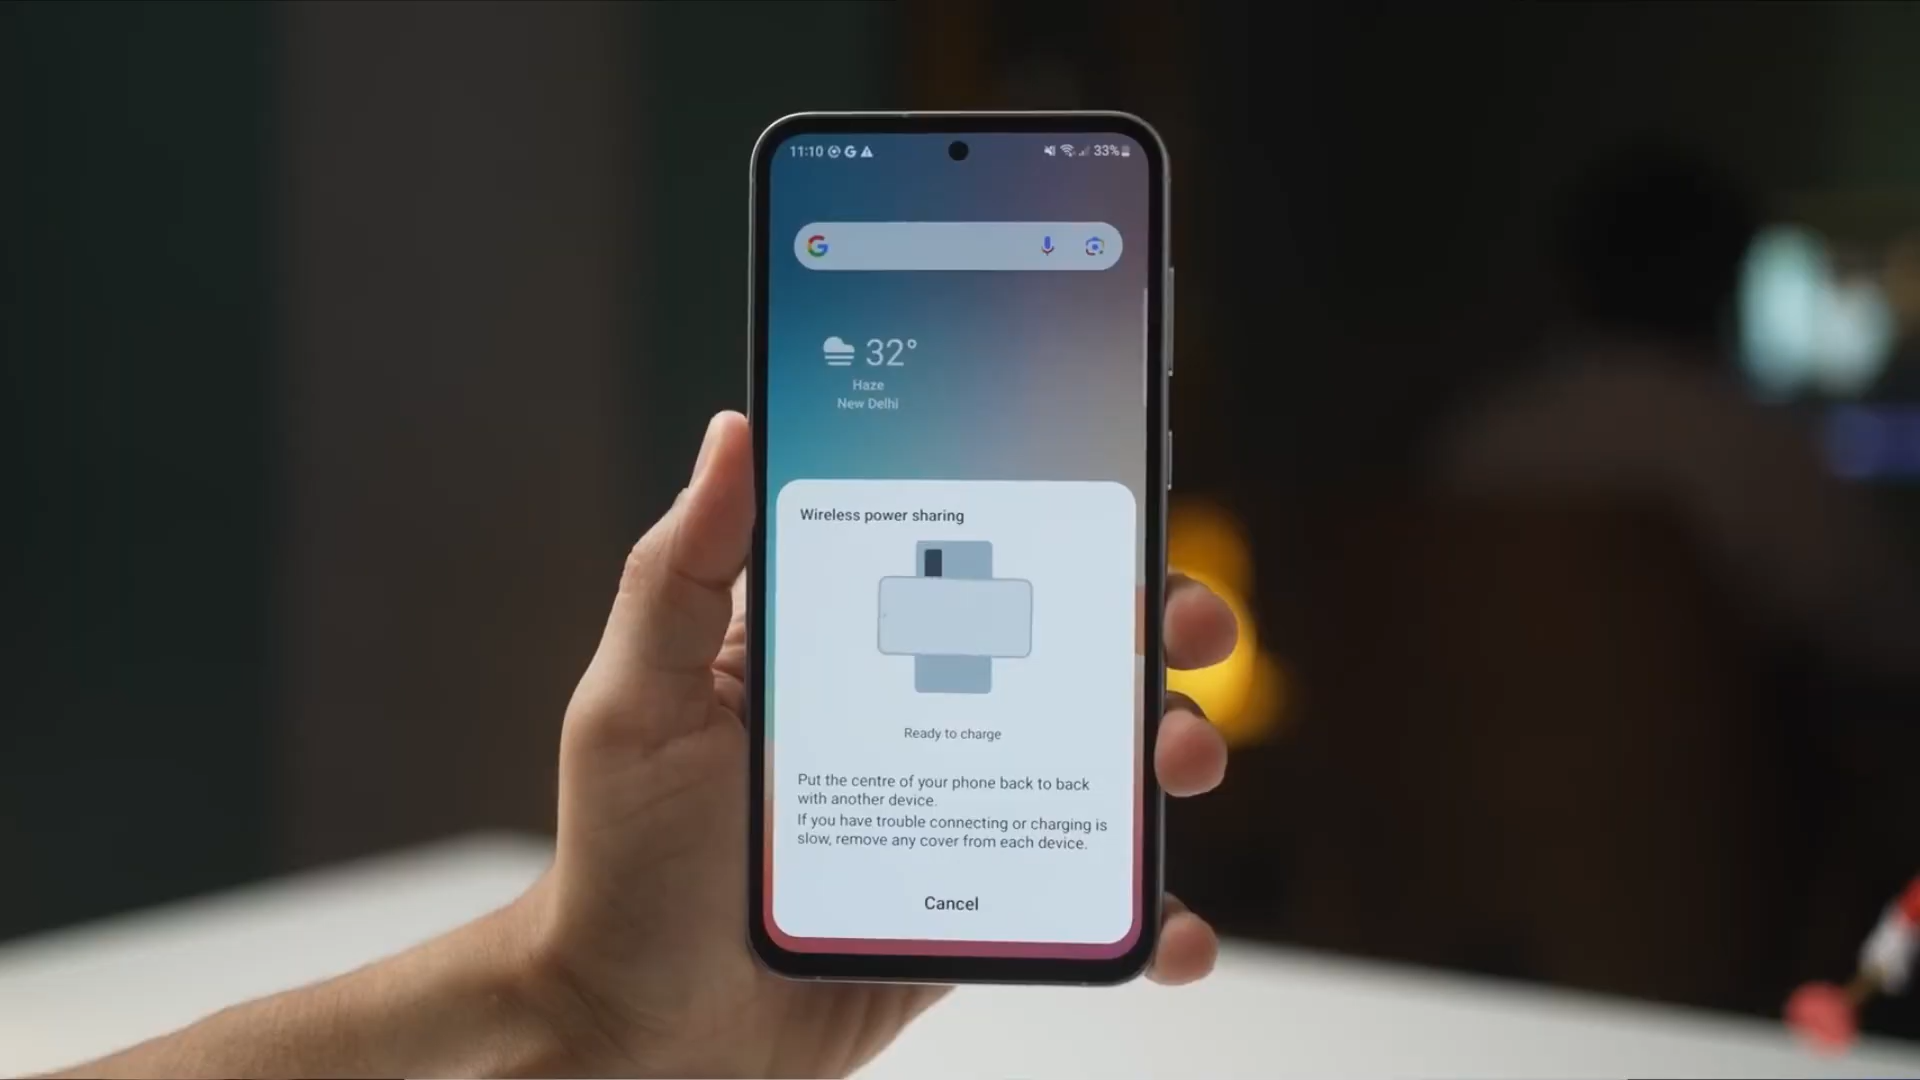 11:10
33%
32°
Haze
New Delhi
Wireless power sharing
Ready to charge
Put the centre of your phone back to back
with another device.
If you have trouble connecting or charging is
slow, remove any cover from each device.
Cancel